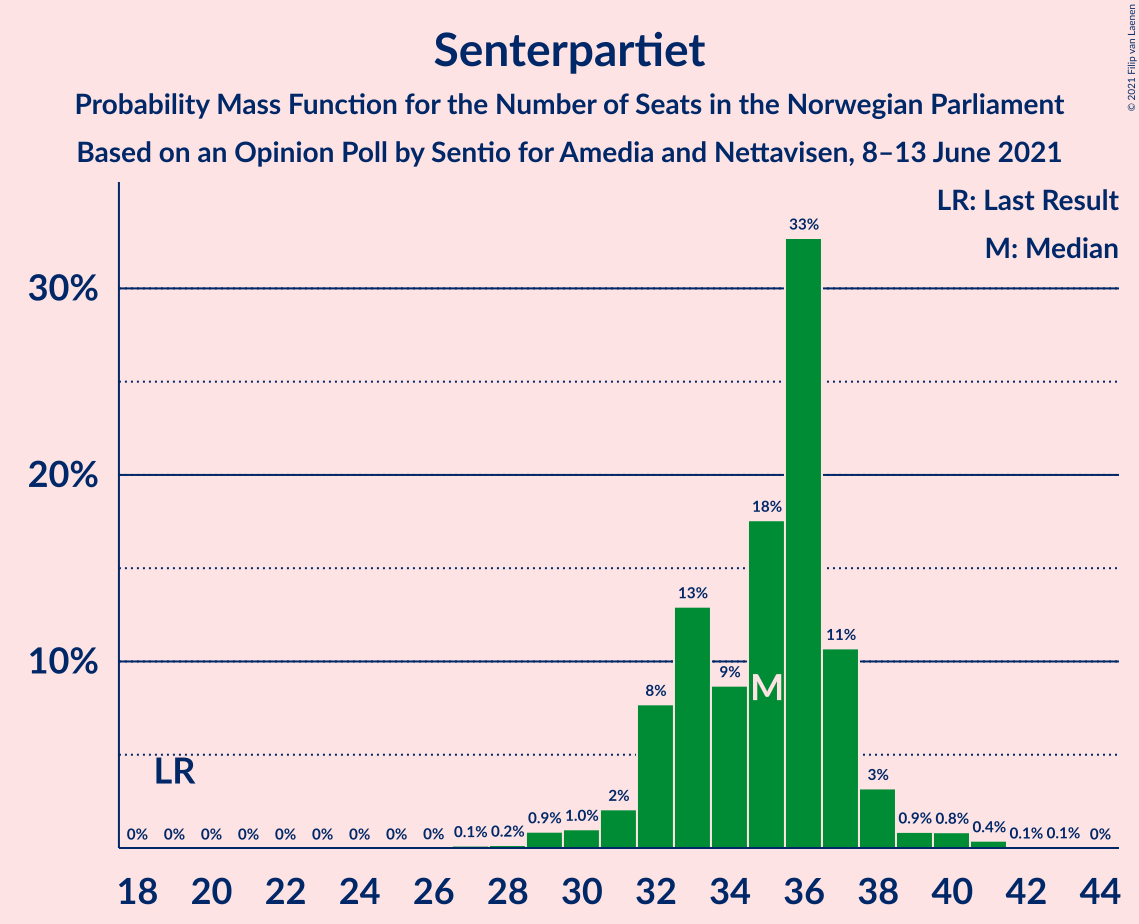 Senterpartiet
Probability Mass Function for the Number of Seats in the Norwegian Parliament
Based on an Opinion Poll by Sentio for Amedia and Nettavisen, 8–13 June 2021
© 2021 Filip van Laenen
LR: Last Result
M: Median
30%
20%
10%
LR
M
0% 0% 0% 0% 0% 0% 0% 0% 0% 0.1% 0.2% 0.9% 1.0% 2% 8% 13% 9% 18% 33% 11% 3% 0.9% 0.8% 0.4% 0.1% 0.1% 0%
18 20 22 24 26 28 30 32 34 36 38 40 42 44